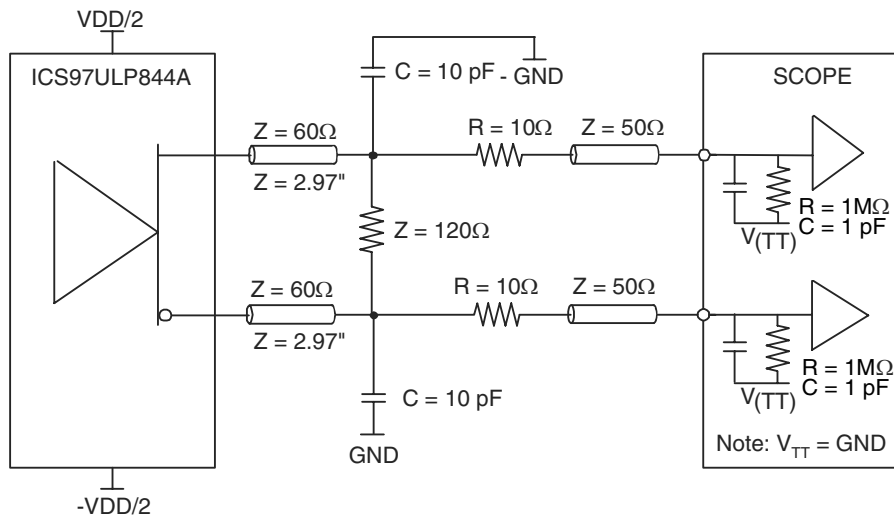 VDD/2
ICS97ULP844A
C = 10 pF
- GND
SCOPE
Z = 60Ω
Z = 2.97"
R = 10Ω
Z = 50Ω
R = 1MΩ
C = 1 pF
V(TT)
Z = 120Ω
Z = 60Ω
Z = 2.97"
R = 10Ω
Z = 50Ω
R = 1MΩ
C = 1 pF
V(TT)
C = 10 pF
GND
Note: VTT = GND
-VDD/2